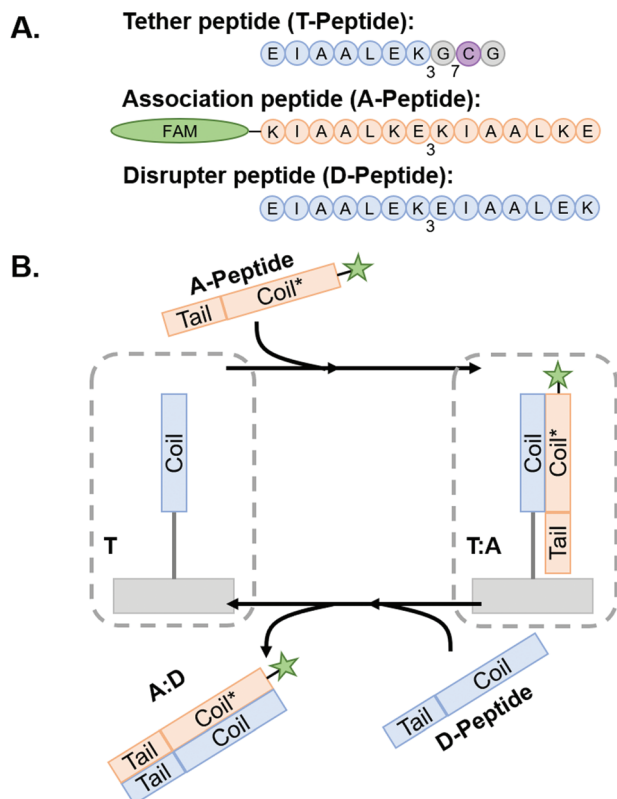 A.
Tether peptide (T-Peptide):
E I A A L E K G C G
3 7
Association peptide (A-Peptide):
FAM K I A A L K E K I A A L K E
3
Disrupter peptide (D-Peptide):
E I A A L E K E I A A L E K
3
B.
A-Peptide
Tail Coil*
Coil
T
Coil Coil*
Tail
T:A
A:D
Tail Coil*
Tail Coil
Tail Coil
D-Peptide